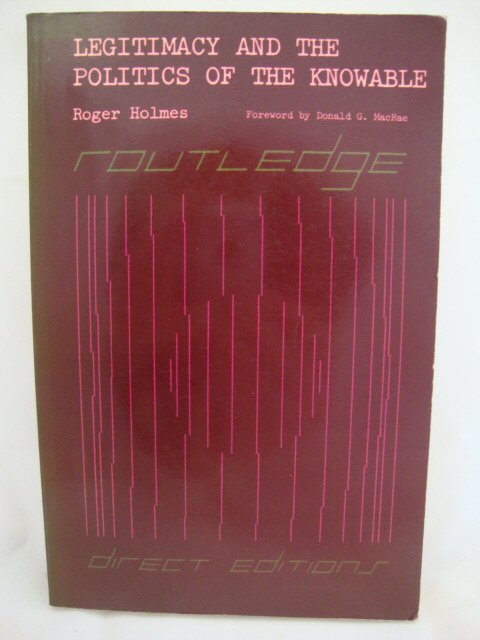 LEGITIMACY AND THE
POLITICS OF THE KNOWABLE
Roger Holmes Foreword by Donald G. MacRae
routledge
direct editions